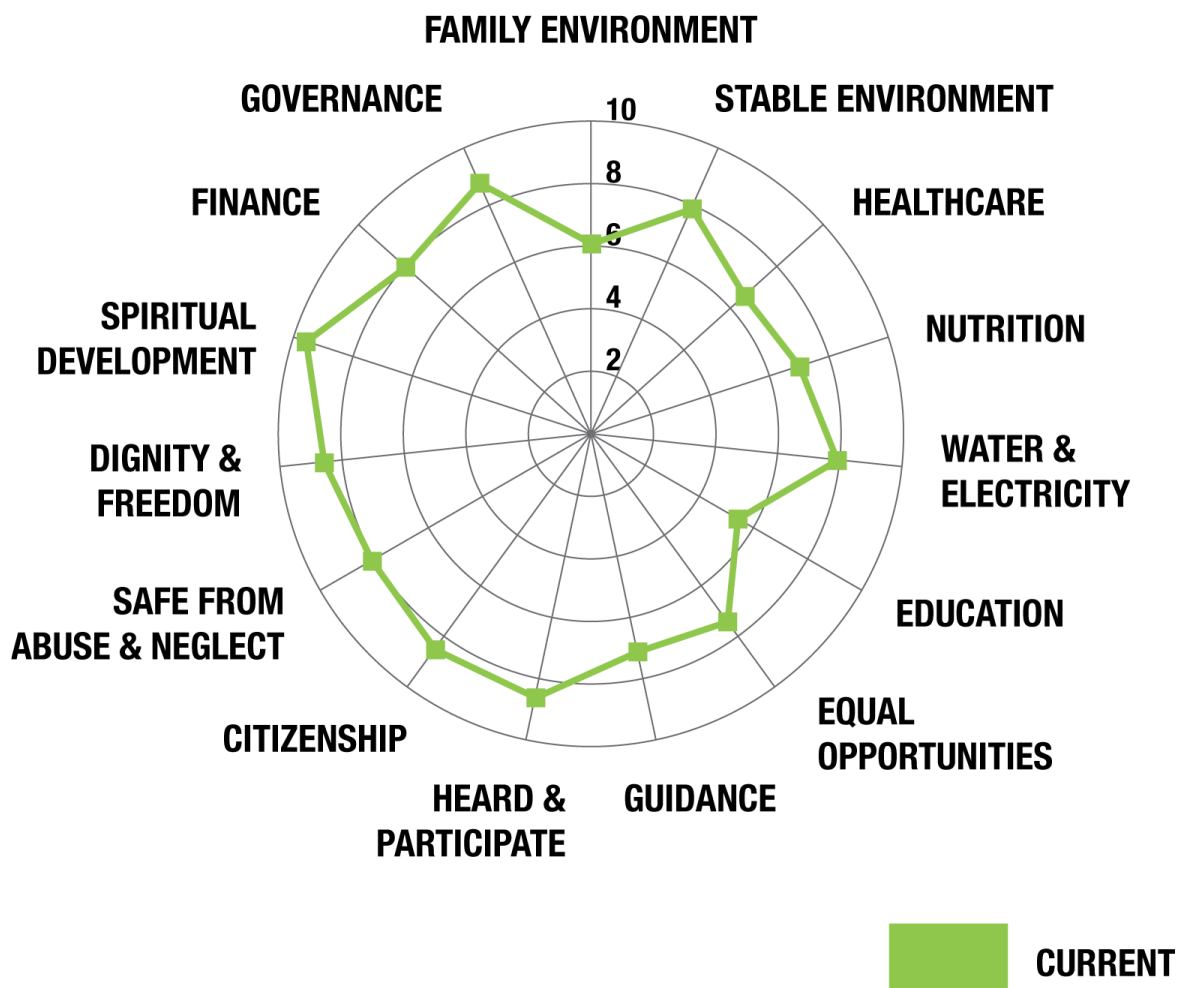 FAMILY ENVIRONMENT
GOVERNANCE
STABLE ENVIRONMENT
10
8
6
4
2
FINANCE
HEALTHCARE
SPIRITUAL
DEVELOPMENT
NUTRITION
DIGNITY &
FREEDOM
WATER &
ELECTRICITY
SAFE FROM
ABUSE & NEGLECT
EDUCATION
CITIZENSHIP
EQUAL
OPPORTUNITIES
HEARD &
PARTICIPATE
GUIDANCE
CURRENT